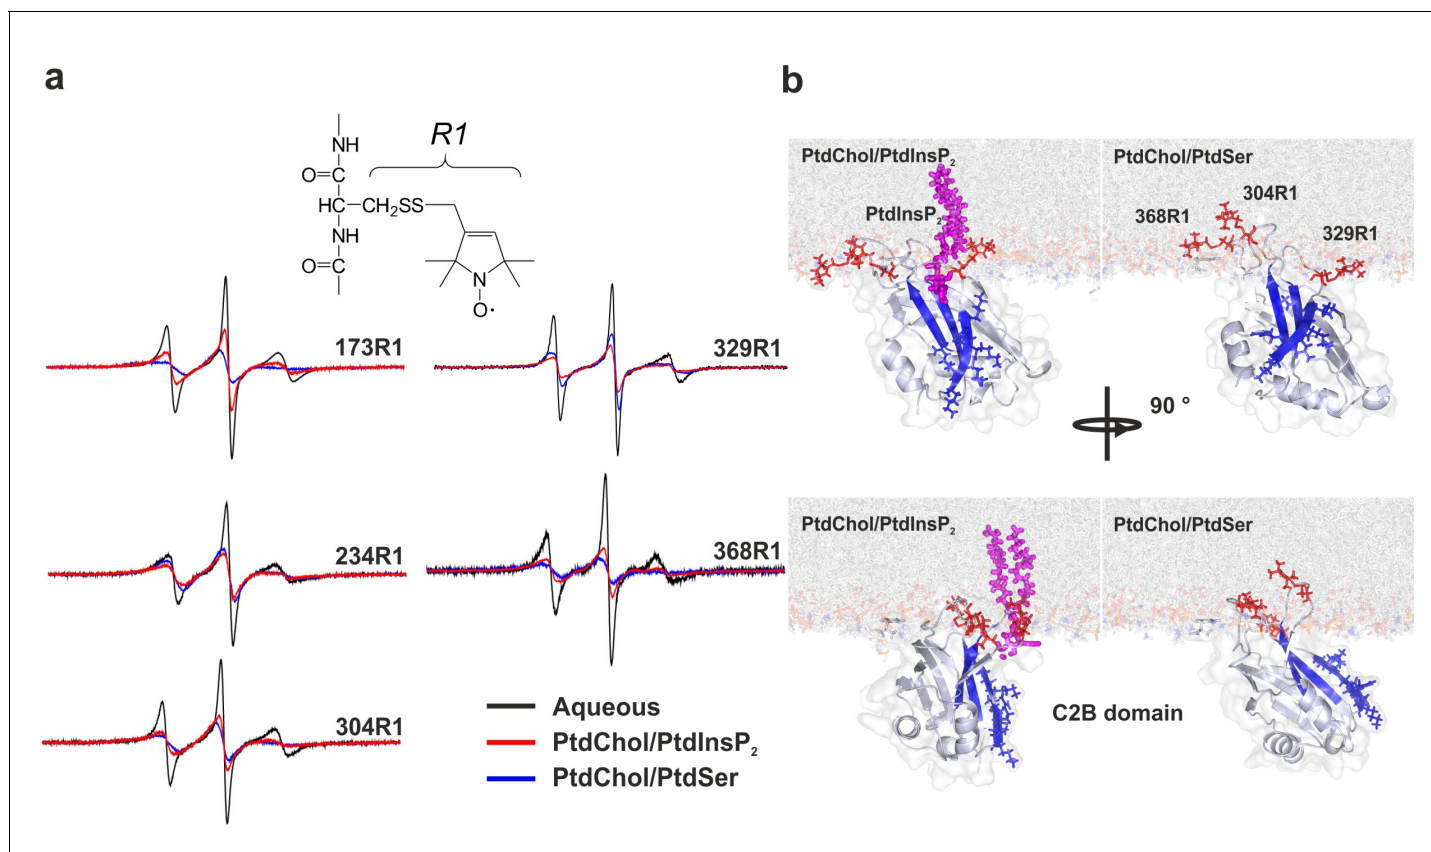 a
R1
NH
O=C
HC-CH₂SS
NH
O=C
N
O•
173R1
329R1
234R1
368R1
304R1
Aqueous
PtdChol/PtdInsP₂
PtdChol/PtdSer
b
PtdChol/PtdInsP₂
PtdInsP₂
PtdChol/PtdSer
304R1
368R1
329R1
90 °
PtdChol/PtdInsP₂
PtdChol/PtdSer
C2B domain